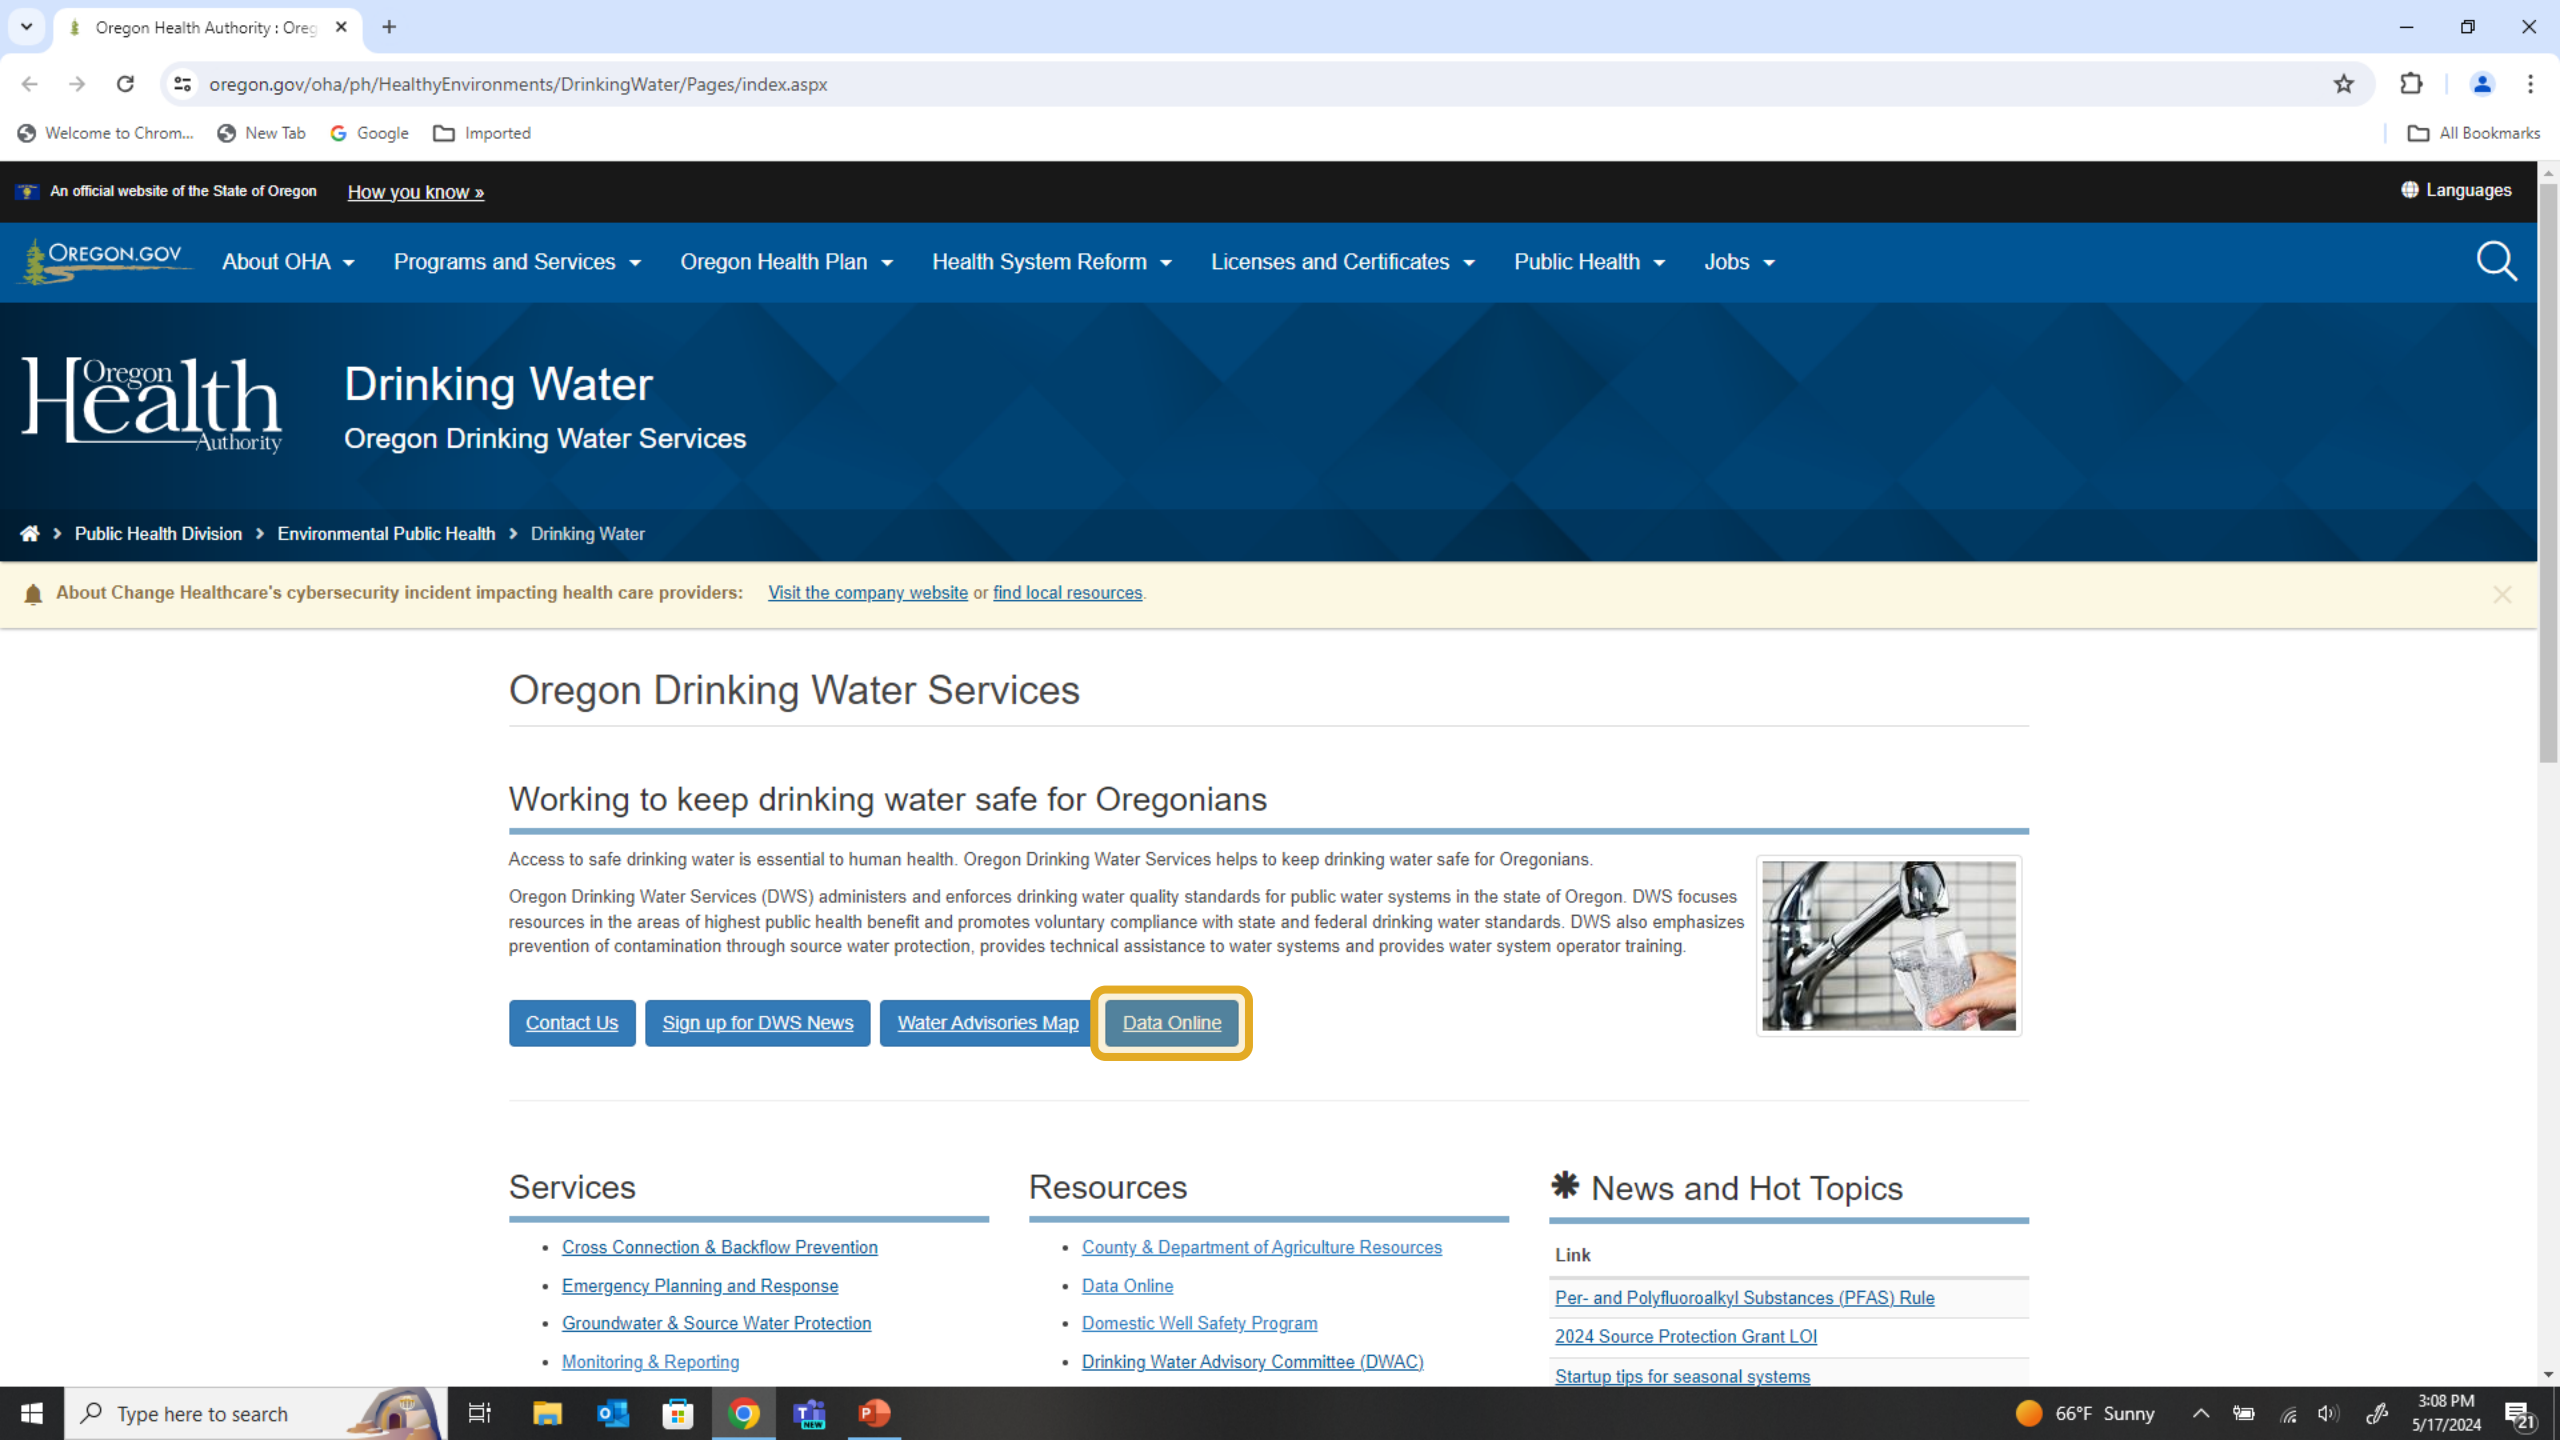 Oregon Health Authority : Oreg
oregon.gov/oha/ph/HealthyEnvironments/DrinkingWater/Pages/index.aspx
Welcome to Chrom...
New Tab
Google
Imported
All Bookmarks
An official website of the State of Oregon
How you know »
Languages
OREGON.GOV
About OHA
Programs and Services
Oregon Health Plan
Health System Reform
Licenses and Certificates
Public Health
Jobs
Oregon
Health
Authority
Drinking Water
Oregon Drinking Water Services
Public Health Division > Environmental Public Health > Drinking Water
About Change Healthcare's cybersecurity incident impacting health care providers: Visit the company website or find local resources.
Oregon Drinking Water Services
Working to keep drinking water safe for Oregonians
Access to safe drinking water is essential to human health. Oregon Drinking Water Services helps to keep drinking water safe for Oregonians.
Oregon Drinking Water Services (DWS) administers and enforces drinking water quality standards for public water systems in the state of Oregon. DWS focuses
resources in the areas of highest public health benefit and promotes voluntary compliance with state and federal drinking water standards. DWS also emphasizes
prevention of contamination through source water protection, provides technical assistance to water systems and provides water system operator training.
Contact Us
Sign up for DWS News
Water Advisories Map
Data Online
Services
• Cross Connection & Backflow Prevention
• Emergency Planning and Response
• Groundwater & Source Water Protection
• Monitoring & Reporting
Resources
• County & Department of Agriculture Resources
• Data Online
• Domestic Well Safety Program
• Drinking Water Advisory Committee (DWAC)
News and Hot Topics
Link
Per- and Polyfluoroalkyl Substances (PFAS) Rule
2024 Source Protection Grant LOI
Startup tips for seasonal systems
Type here to search
NEW
66°F Sunny
3:08 PM
5/17/2024
21